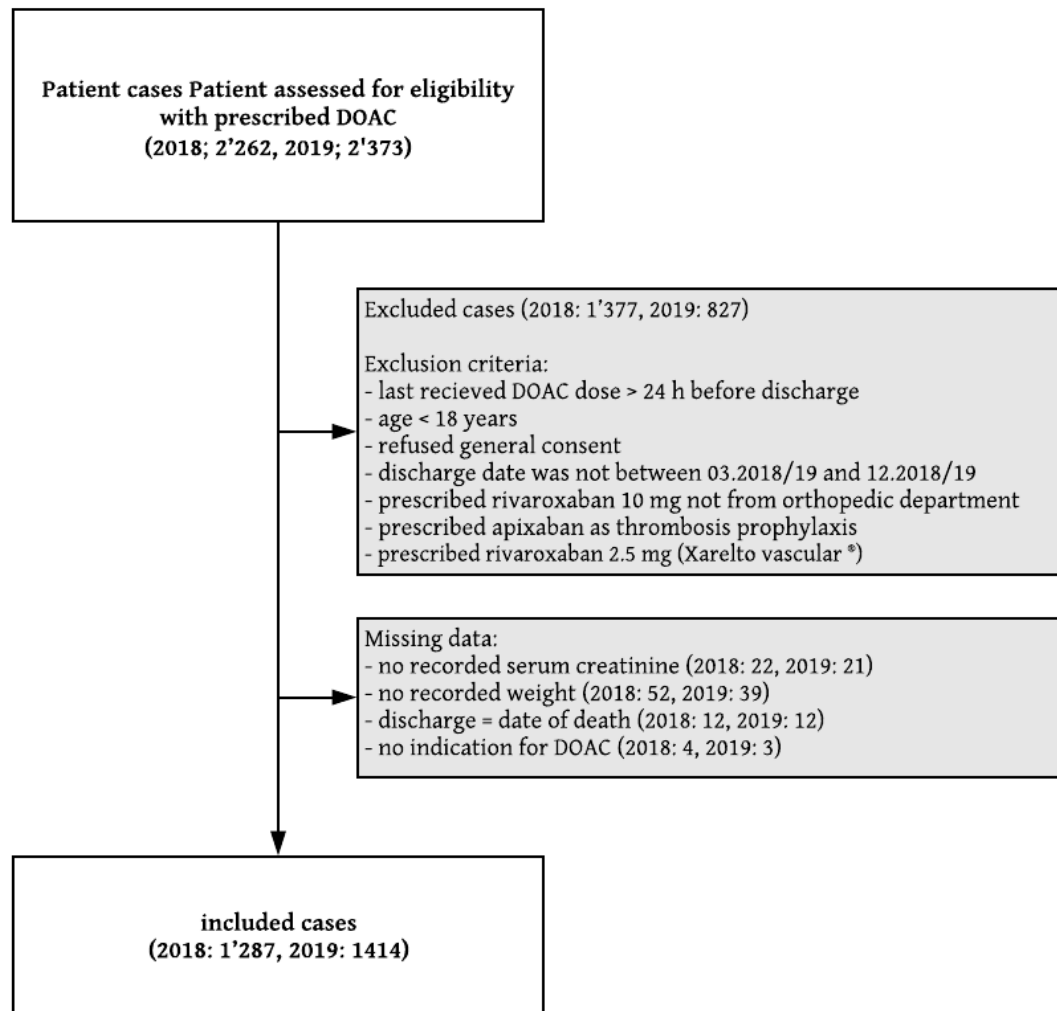 Patient cases Patient assessed for eligibility
with prescribed DOAC
(2018; 2’262, 2019; 2'373)
Excluded cases (2018: 1’377, 2019: 827)
Exclusion criteria:
- last recieved DOAC dose > 24 h before discharge
- age < 18 years
- refused general consent
- discharge date was not between 03.2018/19 and 12.2018/19
- prescribed rivaroxaban 10 mg not from orthopedic department
- prescribed apixaban as thrombosis prophylaxis
- prescribed rivaroxaban 2.5 mg (Xarelto vascular ®)
Missing data:
- no recorded serum creatinine (2018: 22, 2019: 21)
- no recorded weight (2018: 52, 2019: 39)
- discharge = date of death (2018: 12, 2019: 12)
- no indication for DOAC (2018: 4, 2019: 3)
included cases
(2018: 1’287, 2019: 1414)